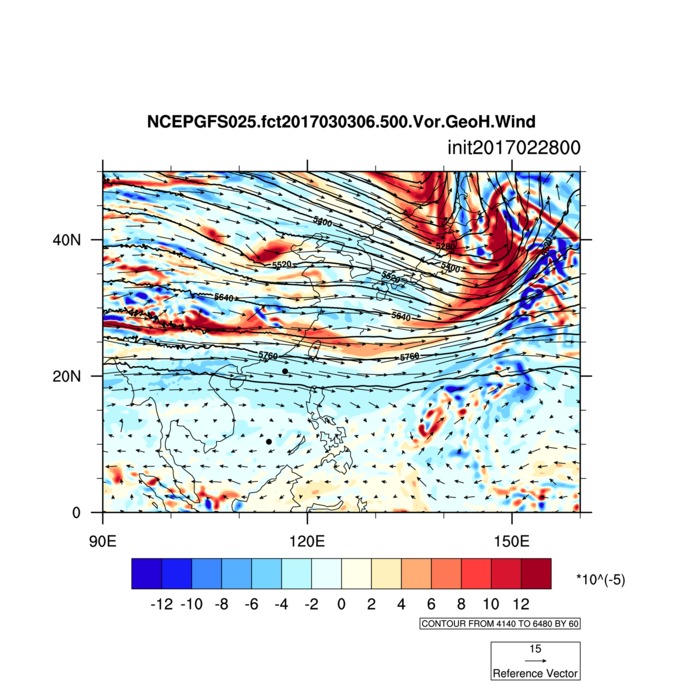 NCEPGFS025.fct2017030306.500.Vor.GeoH.Wind
init2017022800
40N
20N
0
90E 120E 150E
5400
5280
5400
5520
5520
5640
5640
5760
5760
-12 -10 -8 -6 -4 -2 0 2 4 6 8 10 12
*10^(-5)
CONTOUR FROM 4140 TO 6480 BY 60
15
Reference Vector